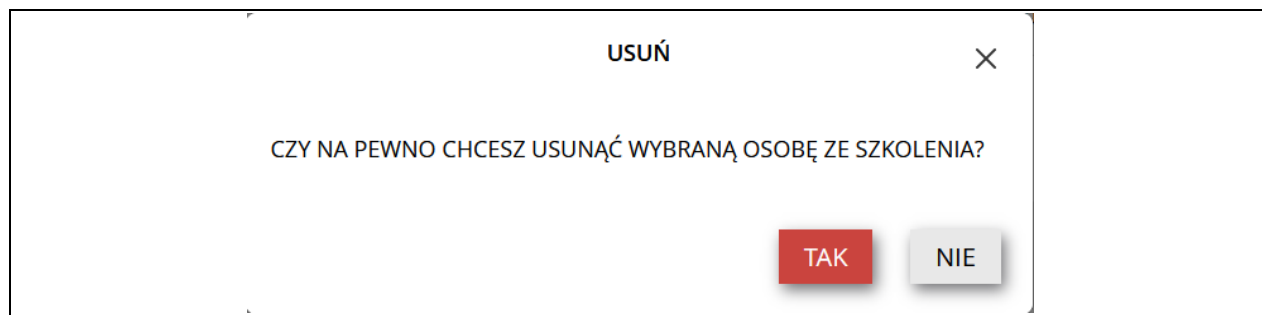 USUŃ
CZY NA PEWNO CHCESZ USUNĄĆ WYBRANĄ OSOBĘ ZE SZKOLENIA?
TAK NIE